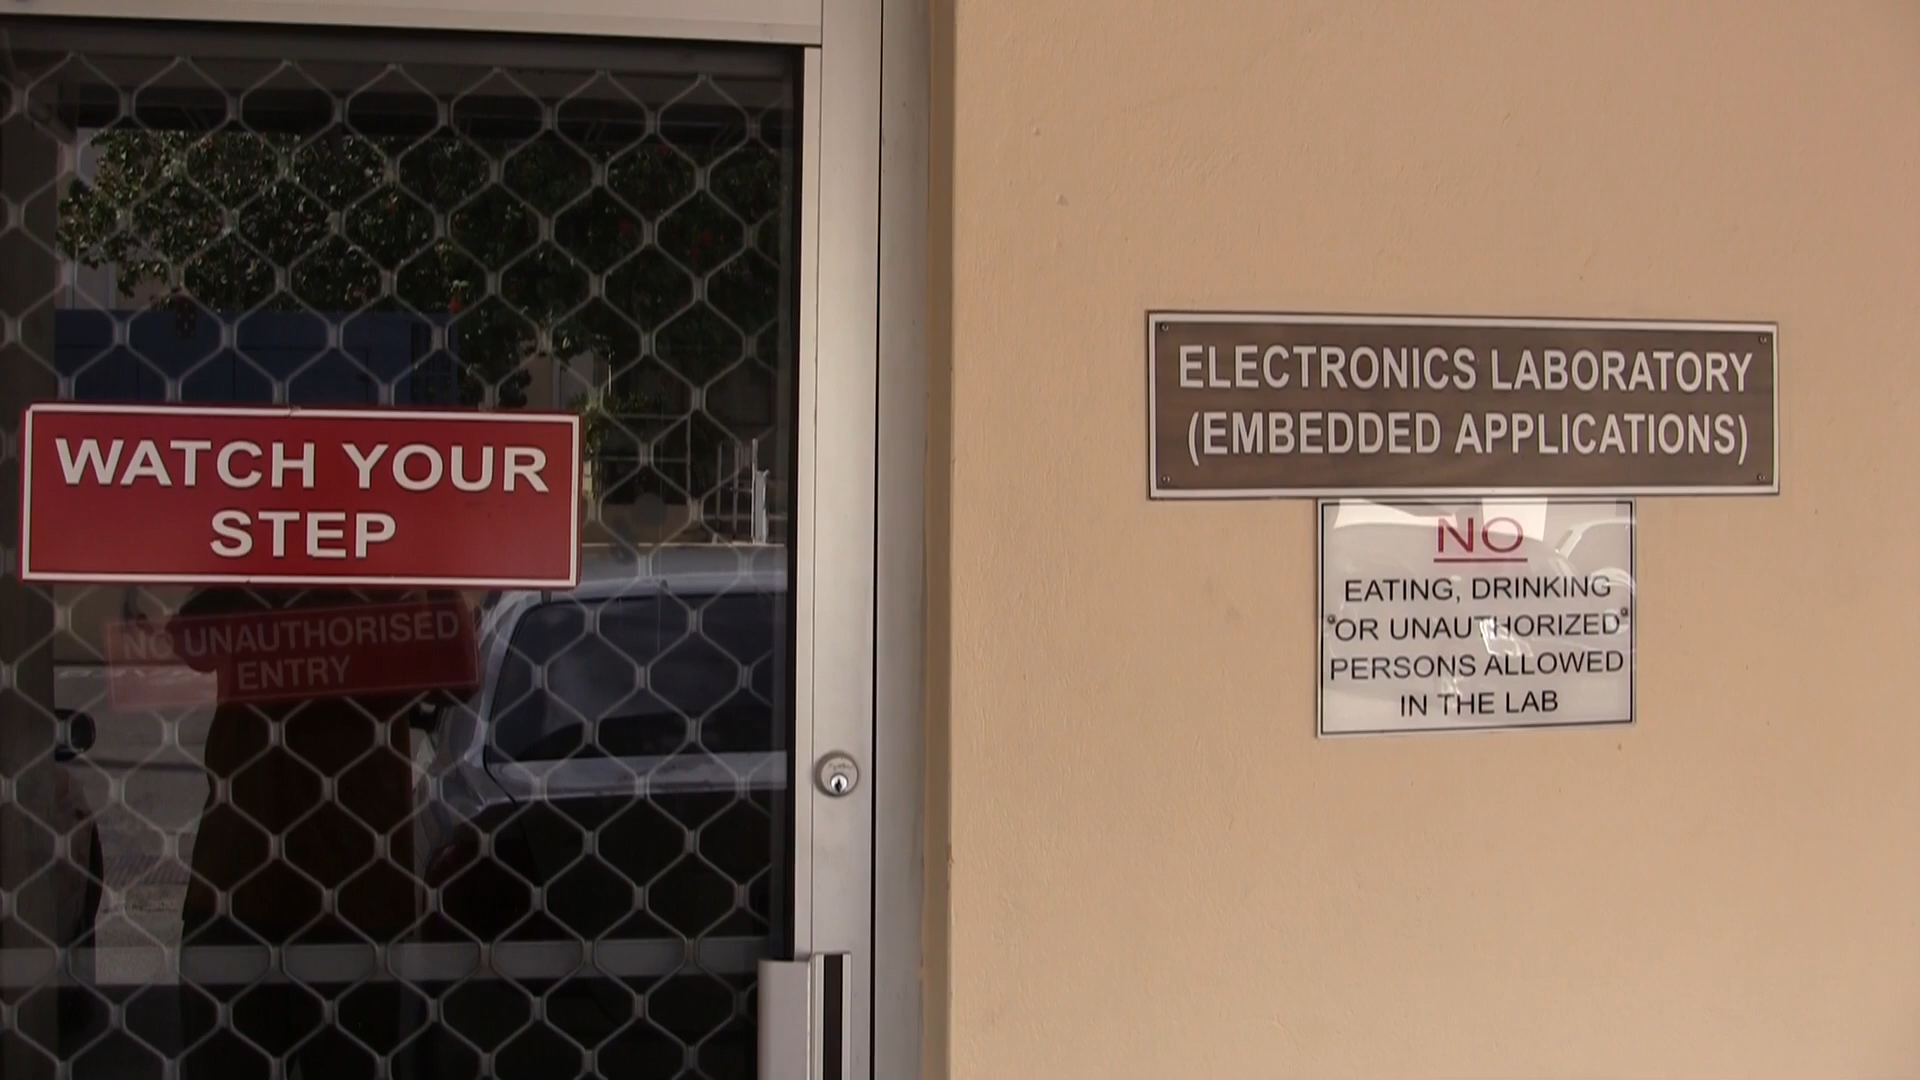 WATCH YOUR
STEP
NO UNAUTHORISED
ENTRY
ELECTRONICS LABORATORY
(EMBEDDED APPLICATIONS)
NO
EATING, DRINKING
OR UNAUTHORIZED
PERSONS ALLOWED
IN THE LAB